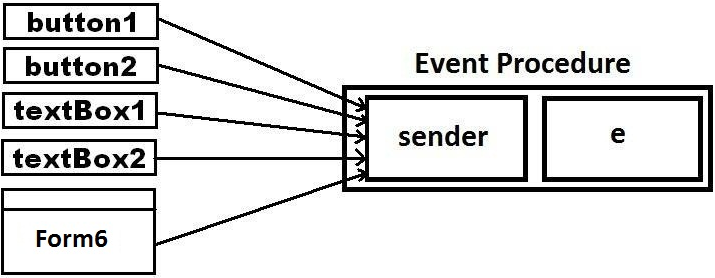 button1
button2
textBox1
textBox2
Form6
Event Procedure
sender
e